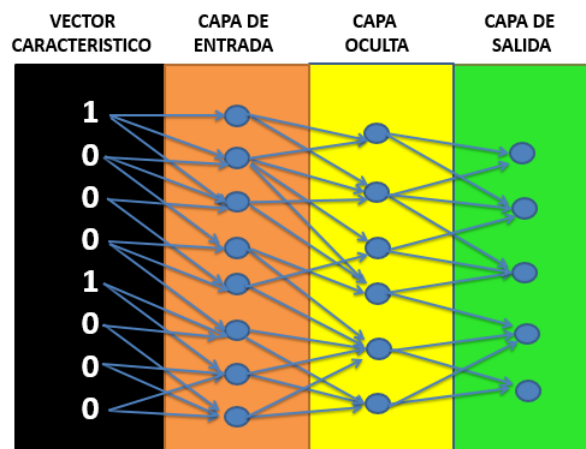 VECTOR
CARACTERISTICO
CAPA DE
ENTRADA
CAPA
OCULTA
CAPA DE
SALIDA
1
0
0
0
1
0
0
0